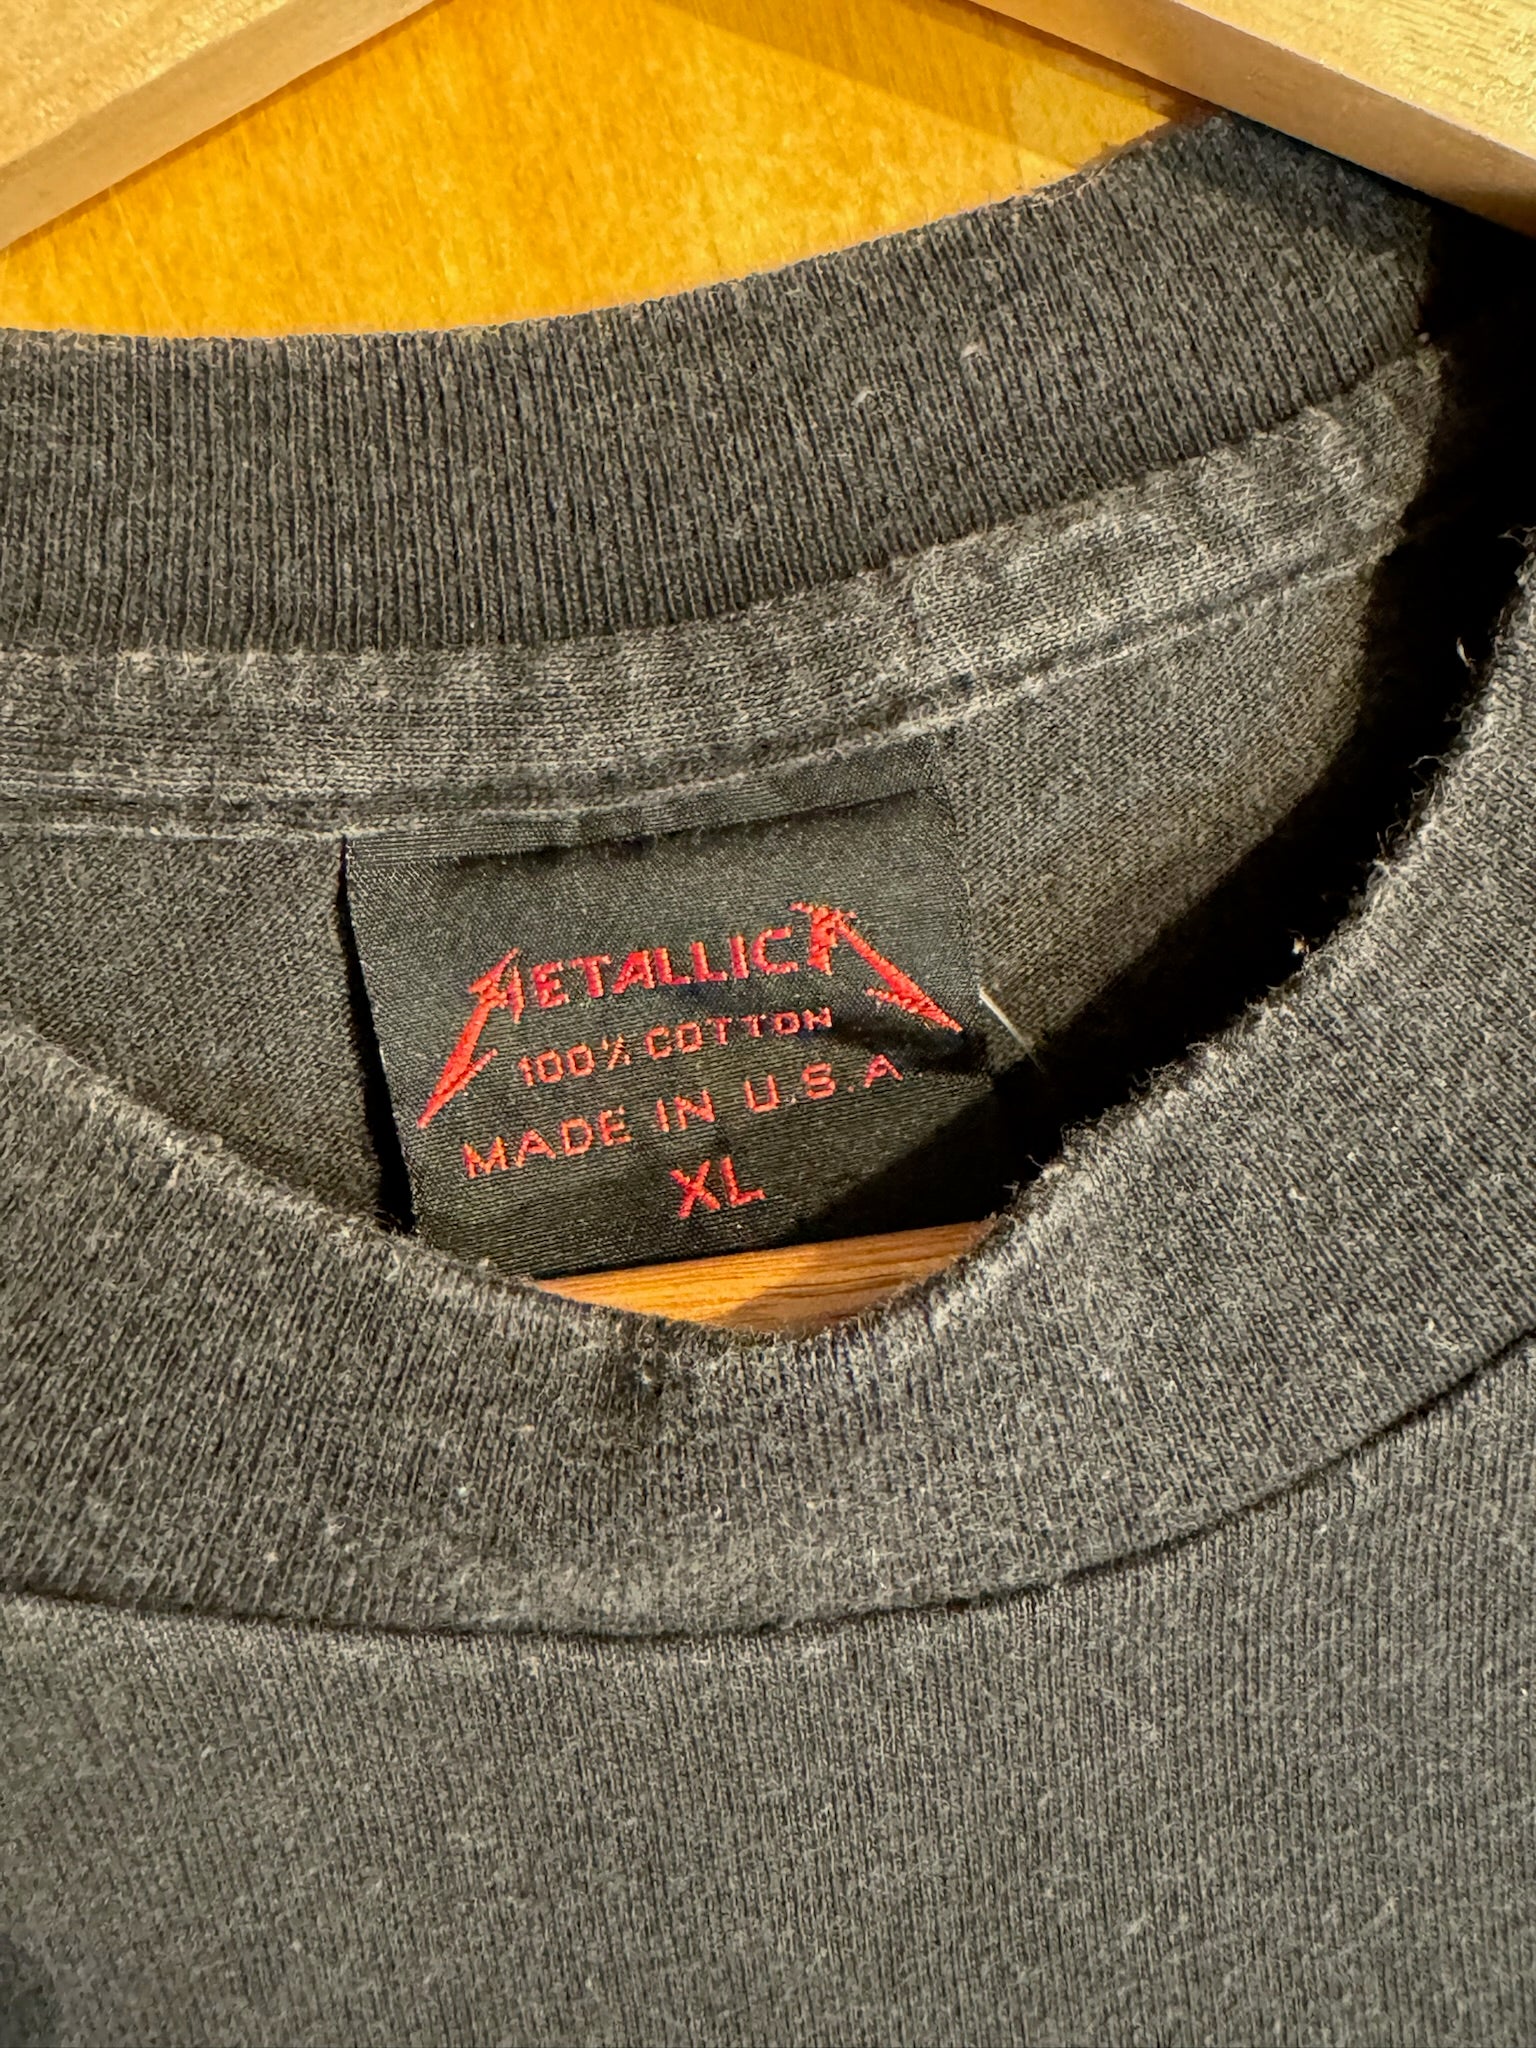 METALLICA
100% COTTON
MADE IN U.S.A
XL